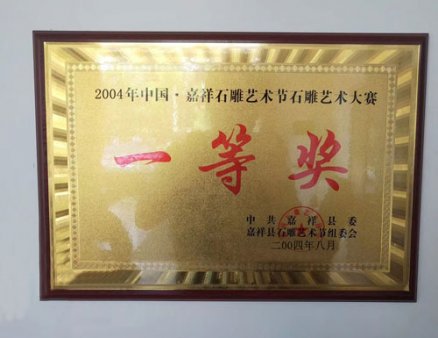 2004年中国·嘉祥石雕艺术节石雕艺术大赛
一等奖
中共嘉祥县委
嘉祥县石雕艺术节组委会
二00四年八月